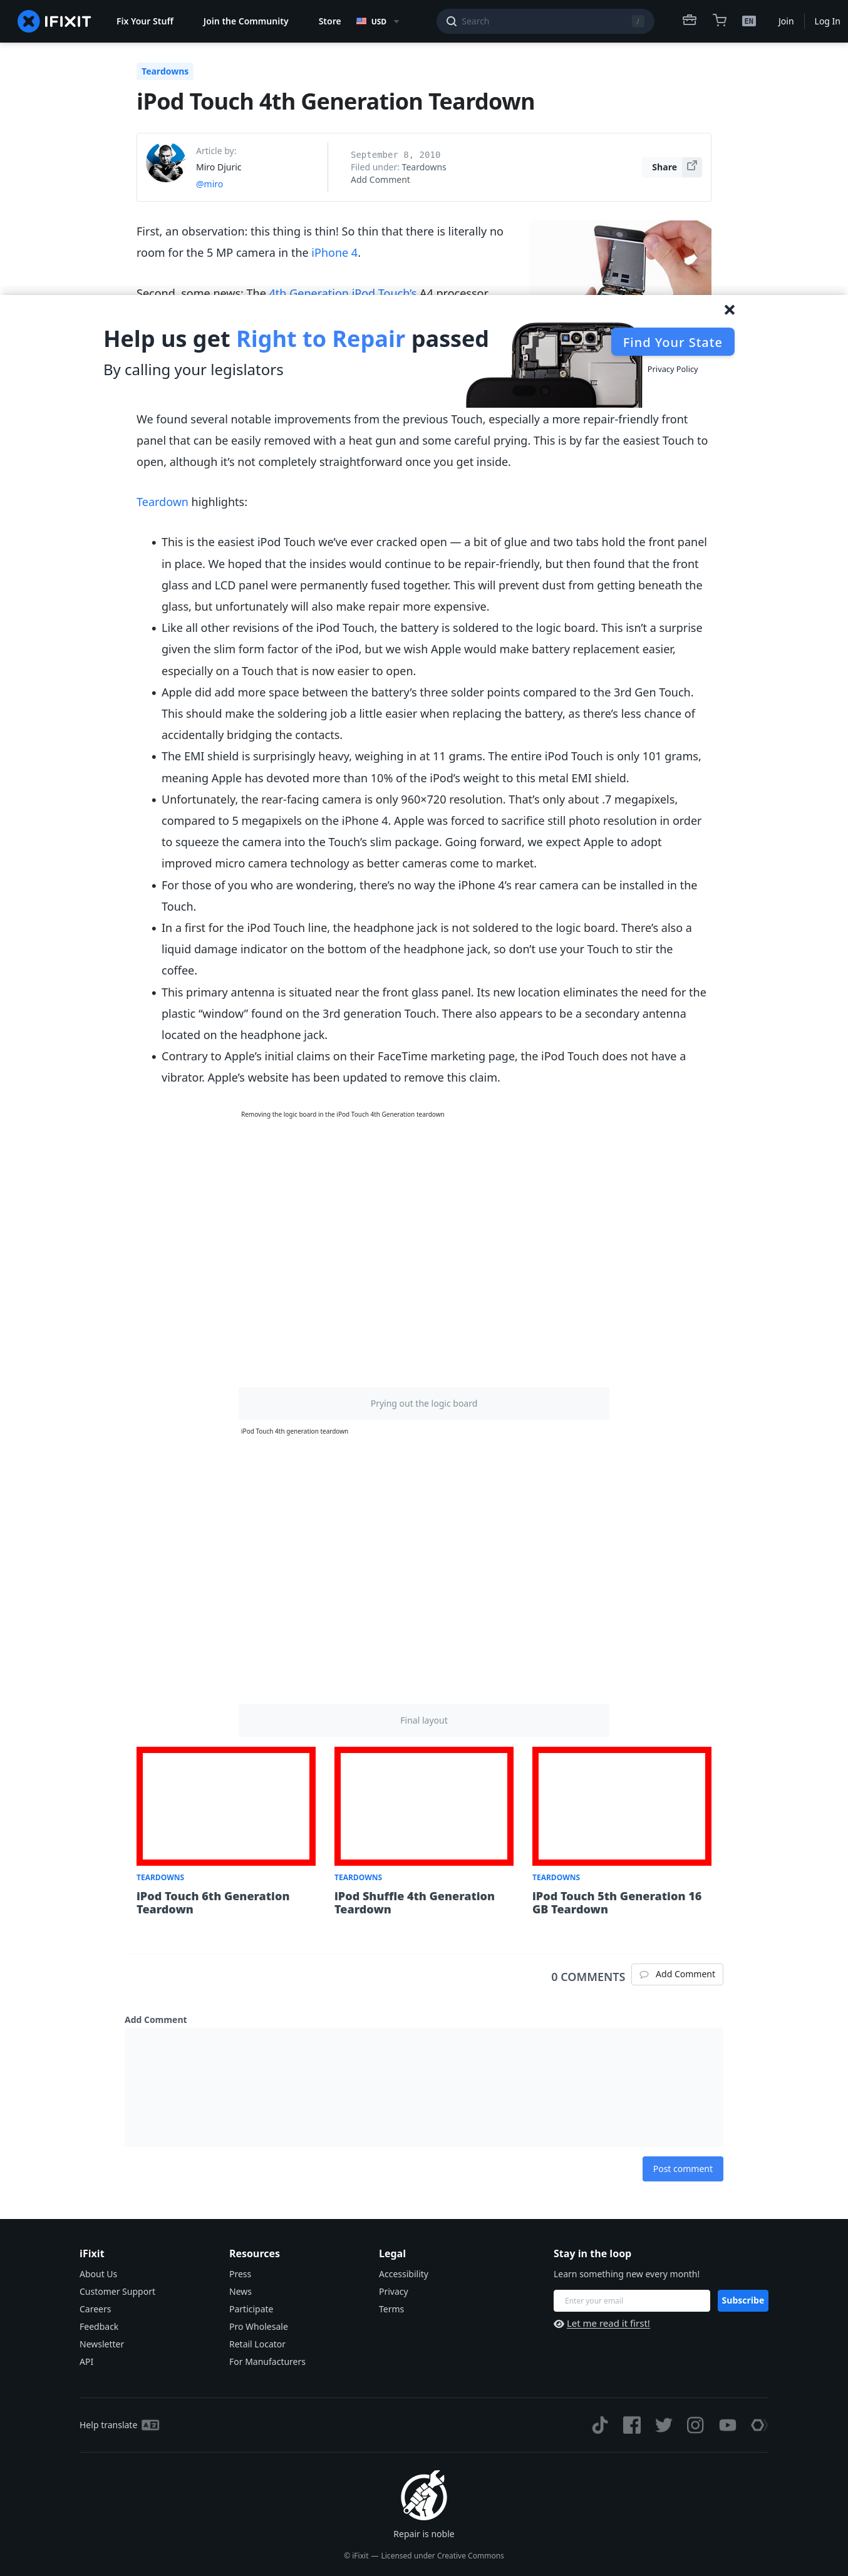 IFIXIT
Fix Your Stuff
Join the Community
Store
USD
Search
/
EN
Join
Log In
Teardowns
iPod Touch 4th Generation Teardown
Article by:
Miro Djuric
@miro
September 8, 2010
Filed under: Teardowns
Add Comment
Share
First, an observation: this thing is thin! So thin that there is literally no
room for the 5 MP camera in the iPhone 4.
Second, some news: The 4th Generation iPod Touch’s A4 processor
Help us get Right to Repair passed
By calling your legislators
Find Your State
Privacy Policy
We found several notable improvements from the previous Touch, especially a more repair-friendly front
panel that can be easily removed with a heat gun and some careful prying. This is by far the easiest Touch to
open, although it’s not completely straightforward once you get inside.
Teardown highlights:
This is the easiest iPod Touch we’ve ever cracked open — a bit of glue and two tabs hold the front panel
in place. We hoped that the insides would continue to be repair-friendly, but then found that the front
glass and LCD panel were permanently fused together. This will prevent dust from getting beneath the
glass, but unfortunately will also make repair more expensive.
Like all other revisions of the iPod Touch, the battery is soldered to the logic board. This isn’t a surprise
given the slim form factor of the iPod, but we wish Apple would make battery replacement easier,
especially on a Touch that is now easier to open.
Apple did add more space between the battery’s three solder points compared to the 3rd Gen Touch.
This should make the soldering job a little easier when replacing the battery, as there’s less chance of
accidentally bridging the contacts.
The EMI shield is surprisingly heavy, weighing in at 11 grams. The entire iPod Touch is only 101 grams,
meaning Apple has devoted more than 10% of the iPod’s weight to this metal EMI shield.
Unfortunately, the rear-facing camera is only 960×720 resolution. That’s only about .7 megapixels,
compared to 5 megapixels on the iPhone 4. Apple was forced to sacrifice still photo resolution in order
to squeeze the camera into the Touch’s slim package. Going forward, we expect Apple to adopt
improved micro camera technology as better cameras come to market.
For those of you who are wondering, there’s no way the iPhone 4’s rear camera can be installed in the
Touch.
In a first for the iPod Touch line, the headphone jack is not soldered to the logic board. There’s also a
liquid damage indicator on the bottom of the headphone jack, so don’t use your Touch to stir the
coffee.
This primary antenna is situated near the front glass panel. Its new location eliminates the need for the
plastic “window” found on the 3rd generation Touch. There also appears to be a secondary antenna
located on the headphone jack.
Contrary to Apple’s initial claims on their FaceTime marketing page, the iPod Touch does not have a
vibrator. Apple’s website has been updated to remove this claim.
Removing the logic board in the iPod Touch 4th Generation teardown
Prying out the logic board
iPod Touch 4th generation teardown
Final layout
TEARDOWNS
iPod Touch 6th Generation
Teardown
TEARDOWNS
iPod Shuffle 4th Generation
Teardown
TEARDOWNS
iPod Touch 5th Generation 16
GB Teardown
0 COMMENTS
Add Comment
Add Comment
Post comment
iFixit
About Us
Customer Support
Careers
Feedback
Newsletter
API
Resources
Press
News
Participate
Pro Wholesale
Retail Locator
For Manufacturers
Legal
Accessibility
Privacy
Terms
Stay in the loop
Learn something new every month!
Enter your email
Subscribe
Let me read it first!
Help translate
Repair is noble
© iFixit — Licensed under Creative Commons